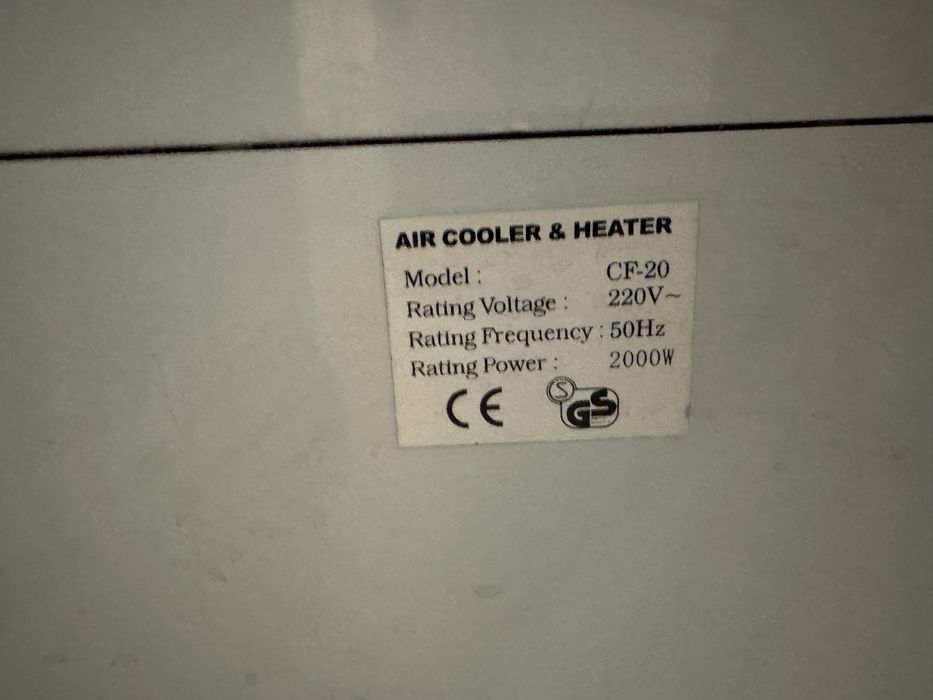 AIR COOLER & HEATER
Model : CF-20
Rating Voltage : 220V~
Rating Frequency : 50Hz
Rating Power : 2000W
CE S GS